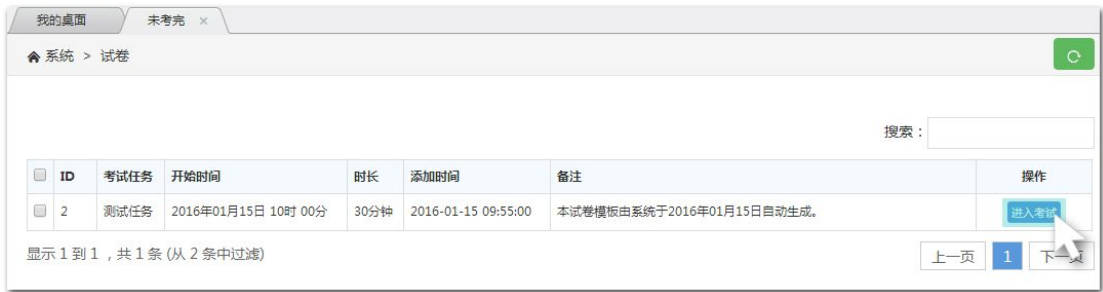 我的桌面 未考完 ×
系统 > 试卷
搜索：
ID 考试任务 开始时间 时长 添加时间 备注 操作
2 测试任务 2016年01月15日 10时 00分 30分钟 2016-01-15 09:55:00 本试卷模板由系统于2016年01月15日自动生成。 进入考试
显示 1 到 1 ，共 1 条 (从 2 条中过滤) 上一页 1 下一页